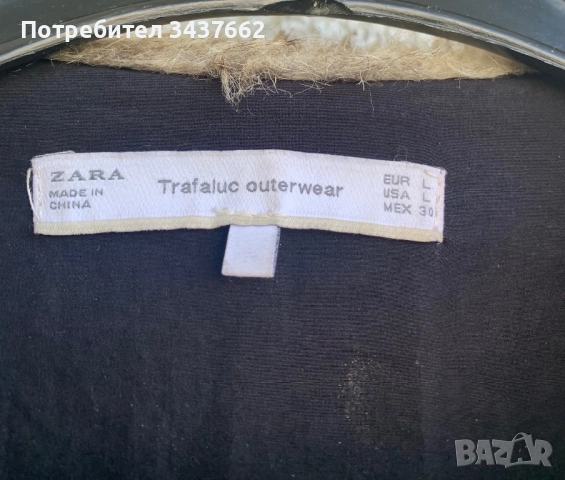 Потребител 3437662
ZARA
MADE IN
CHINA
Trafaluc outerwear
EUR L
USA L
MEX 30
BAZAR